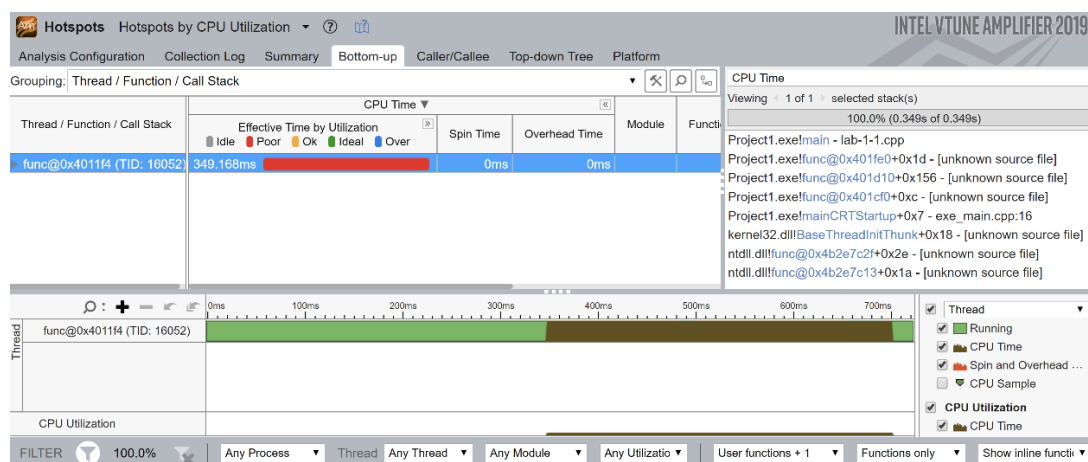 Hotspots Hotspots by CPU Utilization ? INTEL VTUNE AMPLIFIER 2019
Analysis Configuration Collection Log Summary Bottom-up Caller/Callee Top-down Tree Platform
Grouping: Thread / Function / Call Stack
Thread / Function / Call Stack
CPU Time
Effective Time by Utilization
Idle Poor Ok Ideal Over
Spin Time
Overhead Time
Module
Functi
func@0x4011f4 (TID: 16052) 349.168ms 0ms 0ms
CPU Time
Viewing 1 of 1 selected stack(s)
100.0% (0.349s of 0.349s)
Project1.exe!main - lab-1-1.cpp
Project1.exe!func@0x401fe0+0x1d - [unknown source file]
Project1.exe!func@0x401d10+0x156 - [unknown source file]
Project1.exe!func@0x401cf0+0xc - [unknown source file]
Project1.exe!mainCRTStartup+0x7 - exe_main.cpp:16
kernel32.dll!BaseThreadInitThunk+0x18 - [unknown source file]
ntdll.dll!func@0x4b2e7c2f+0x2e - [unknown source file]
ntdll.dll!func@0x4b2e7c13+0x1a - [unknown source file]
0ms 100ms 200ms 300ms 400ms 500ms 600ms 700ms
Thread
func@0x4011f4 (TID: 16052)
CPU Utilization
Thread
Running
CPU Time
Spin and Overhead ...
CPU Sample
CPU Utilization
CPU Time
FILTER 100.0% Any Process Thread Any Thread Any Module Any Utilizatio User functions + 1 Functions only Show inline functi